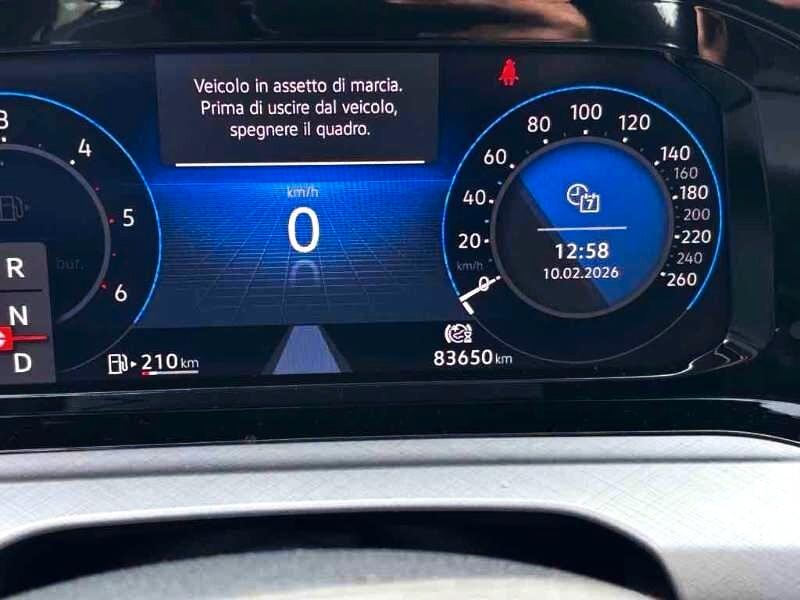 Veicolo in assetto di marcia.
Prima di uscire dal veicolo,
spegnere il quadro.
km/h
0
3
4
5
6
R
N
D
210 km
83650 km
0
20
40
60
80
100
120
140
160
180
200
220
240
260
km/h
7
12:58
10.02.2026